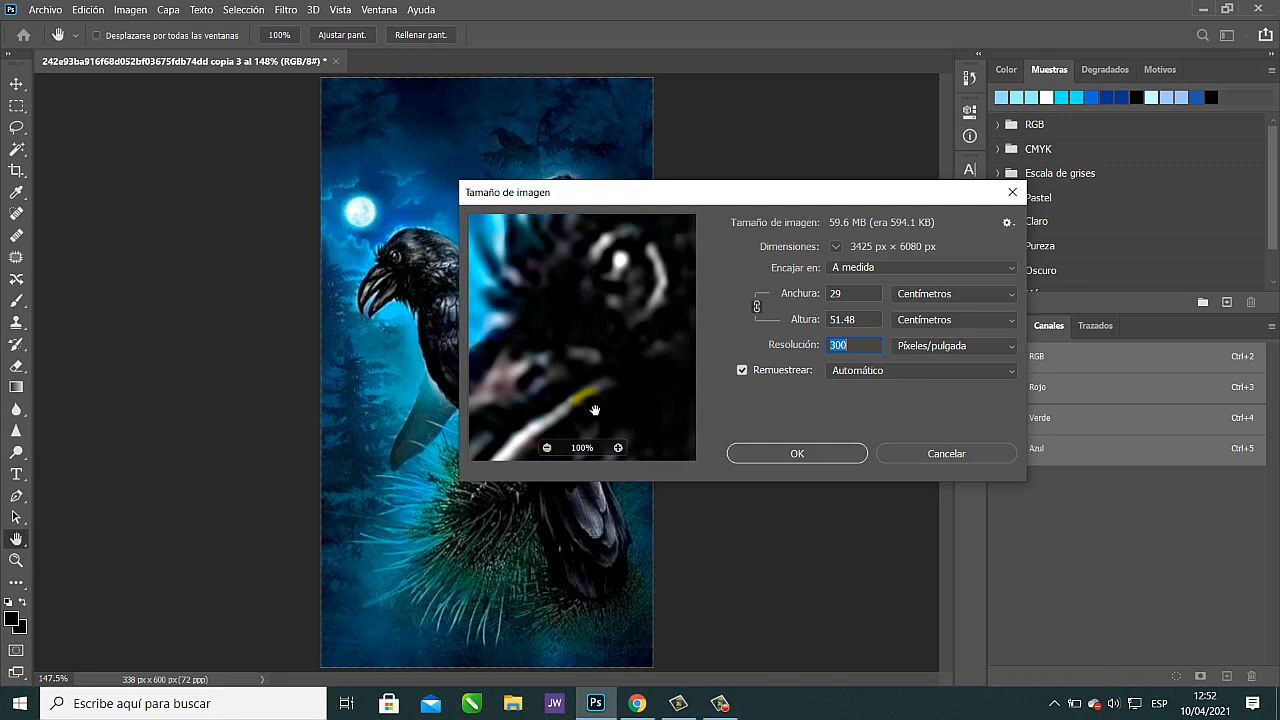 Ps Archivo Edición Imagen Capa Texto Selección Filtro 3D Vista Ventana Ayuda
Desplazarse por todas las ventanas 100% Ajustar pant. Rellenar pant.
242e93ba916f68d052bf03675fdb74dd copia 3 al 148% (RGB/8#) *
Color Muestras Degradados Motivos
RGB
CMYK
Escala de grises
Pastel
Claro
Pureza
Oscuro
Tamaño de imagen
Tamaño de imagen: 59.6 MB (era 594.1 KB)
Dimensiones: 3425 px × 6080 px
Encajar en: A medida
Anchura: 29 Centímetros
Altura: 51.48 Centímetros
Resolución: 300 Píxeles/pulgada
Remuestrear: Automático
100%
OK Cancelar
Canales Trazados
RGB Ctrl+2
Rojo Ctrl+3
Verde Ctrl+4
Azul Ctrl+5
147.5% 338 px x 600 px (72 ppp)
Escribe aquí para buscar
JW
Ps
ESP
12:52
10/04/2021